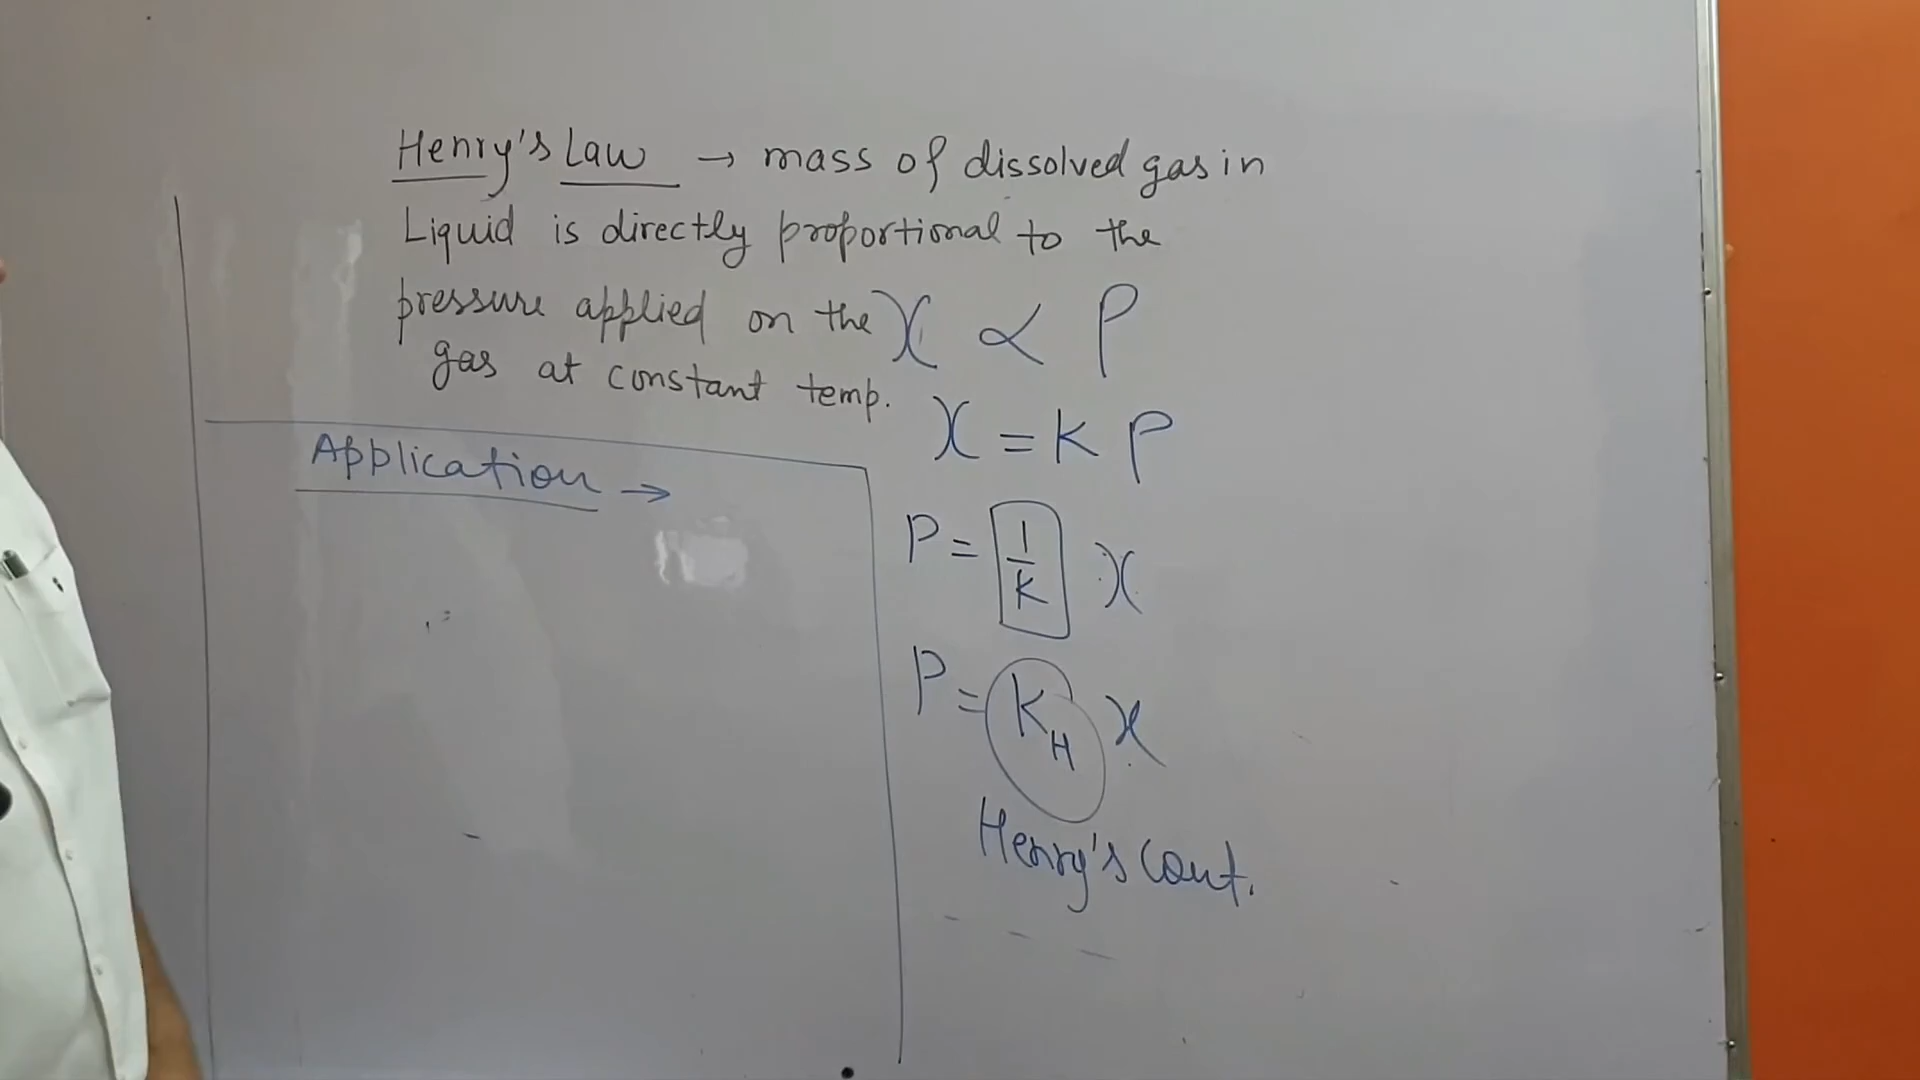 Henry's Law → mass of dissolved gas in
Liquid is directly proportional to the
pressure applied on the
gas at constant temp.
x ∝ P
x = K P
P = 1/K x
P = K_H x
Henry's Cont.
Application →